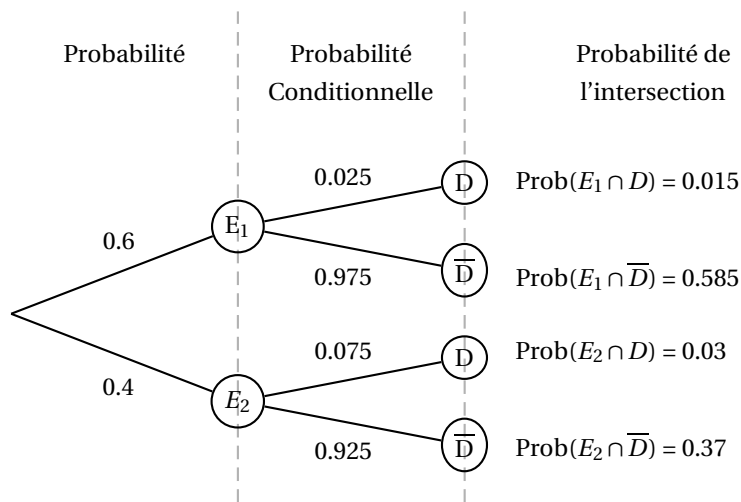 Probabilité
Probabilité
Conditionnelle
Probabilité de
l'intersection
0.6
0.4
E₁
E₂
0.025
0.975
0.075
0.925
D
D̅
D
D̅
Prob(E₁ ∩ D) = 0.015
Prob(E₁ ∩ D̅) = 0.585
Prob(E₂ ∩ D) = 0.03
Prob(E₂ ∩ D̅) = 0.37